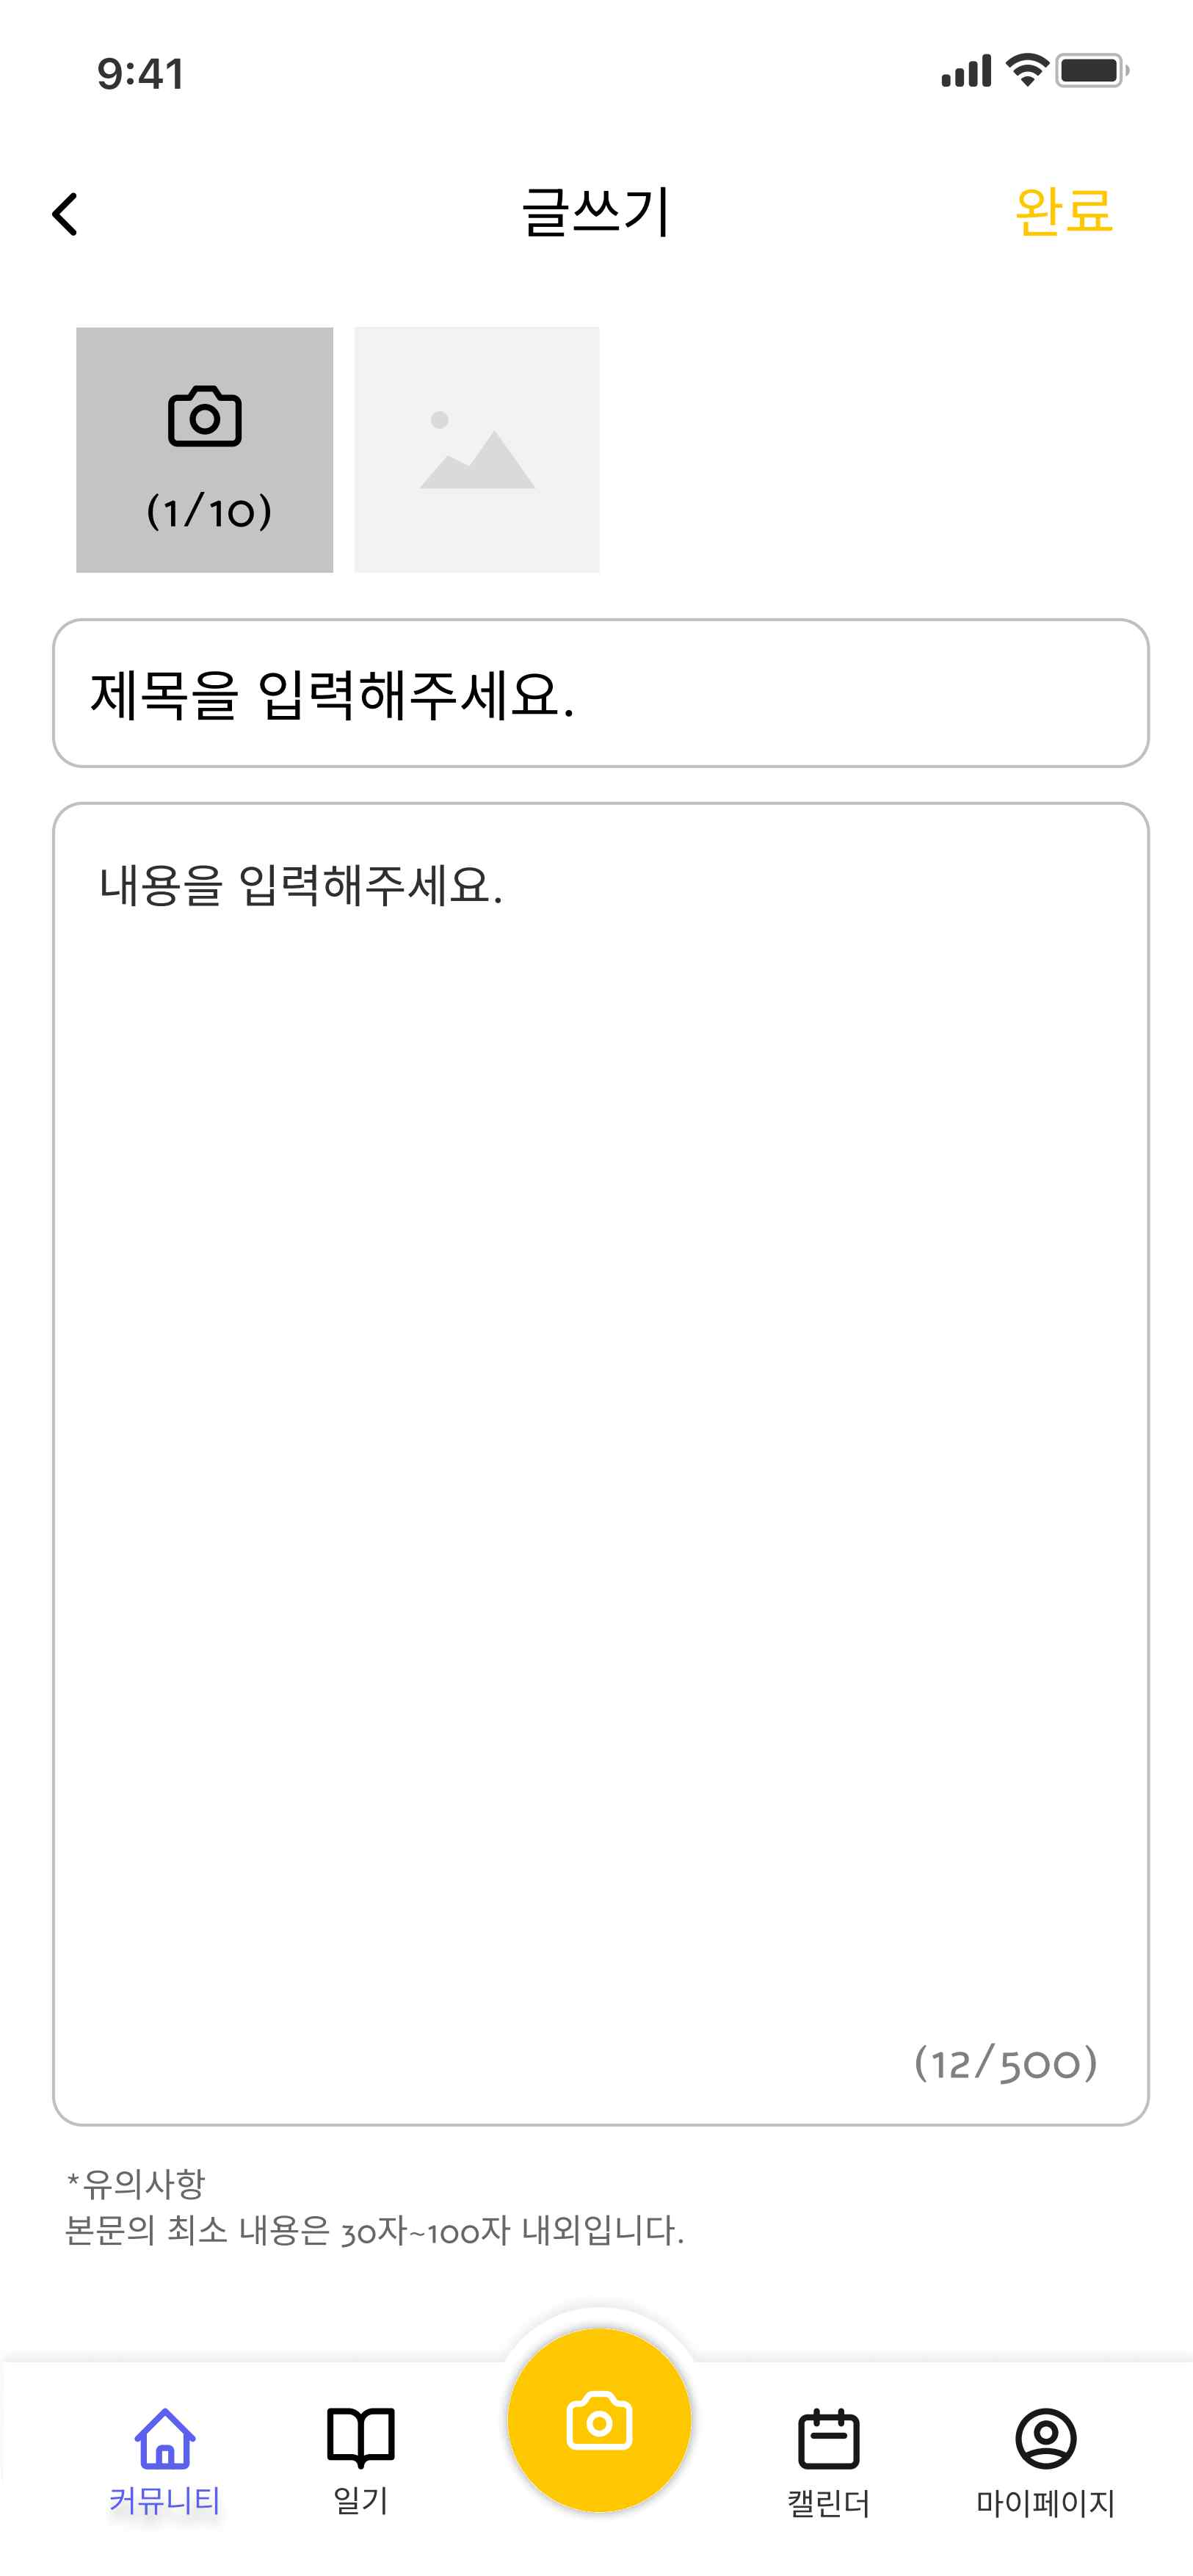 9:41
글쓰기
완료
(1/10)
제목을 입력해주세요.
내용을 입력해주세요.
(12/500)
*유의사항
본문의 최소 내용은 30자~100자 내외입니다.
커뮤니티
일기
캘린더
마이페이지